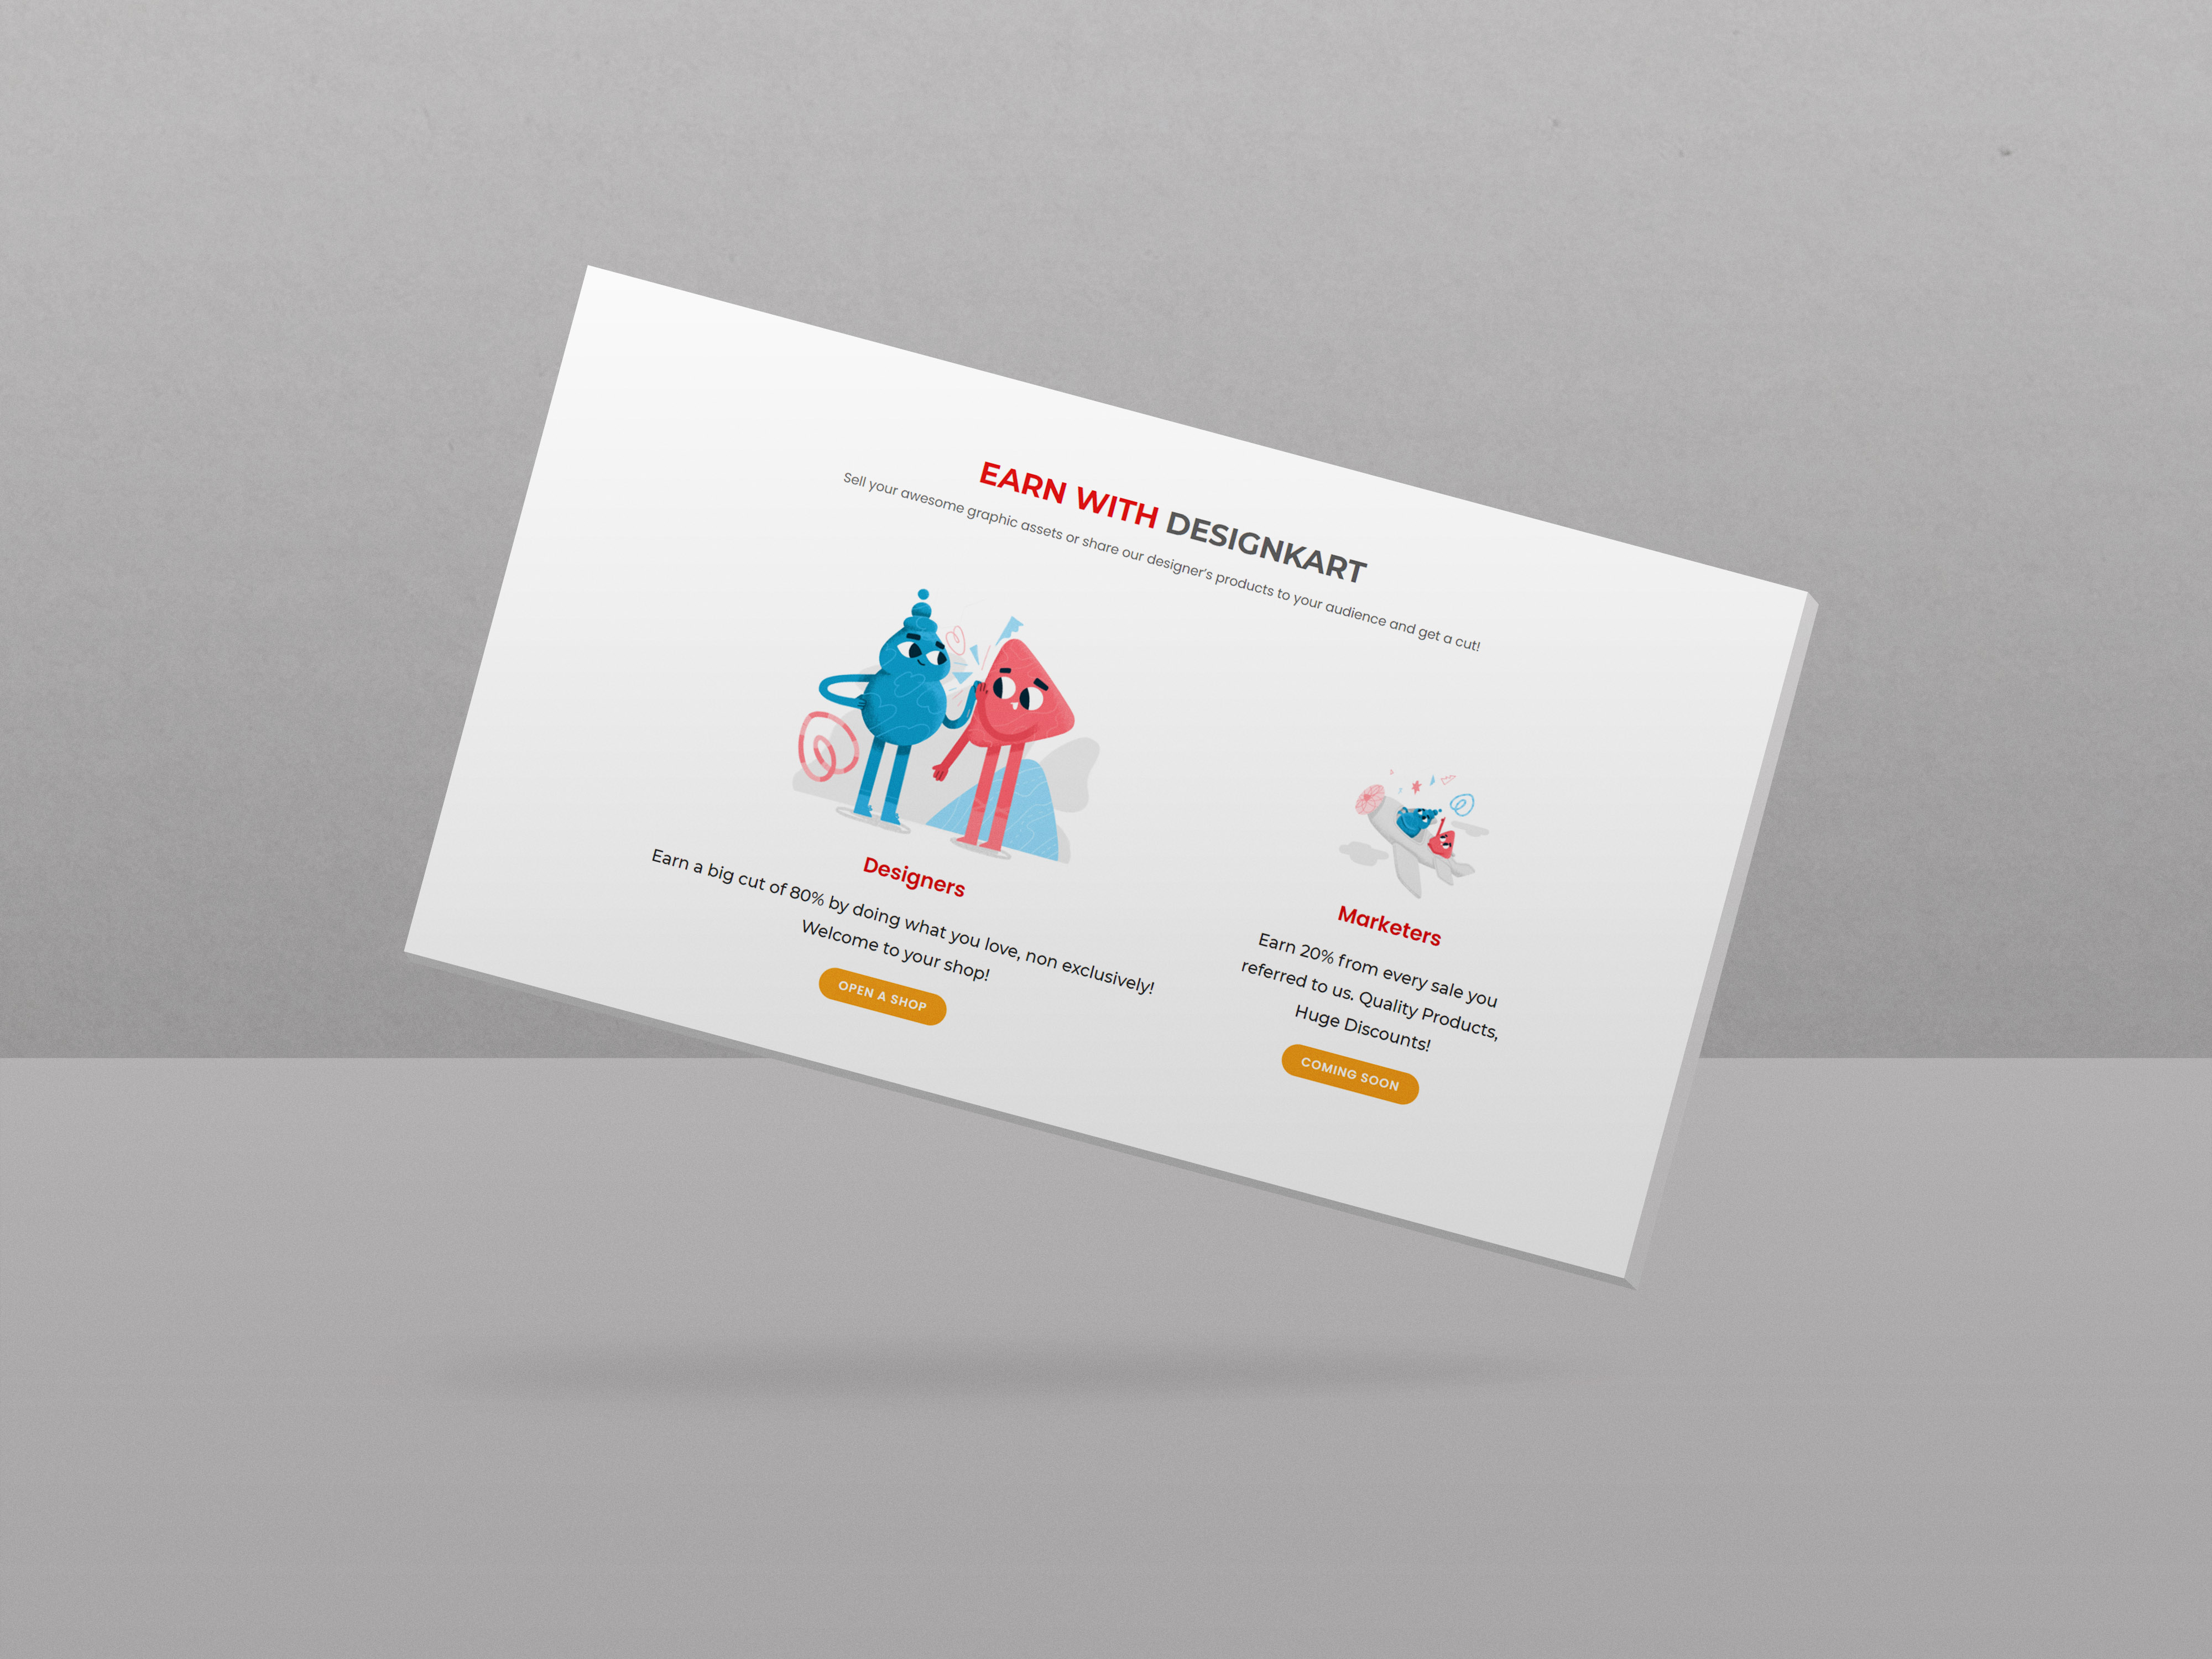 EARN WITH DESIGNKART
Sell your awesome graphic assets or share our designer's products to your audience and get a cut!
Designers
Earn a big cut of 80% by doing what you love, non exclusively!
Welcome to your shop!
OPEN A SHOP
Marketers
Earn 20% from every sale you
referred to us. Quality Products,
Huge Discounts!
COMING SOON